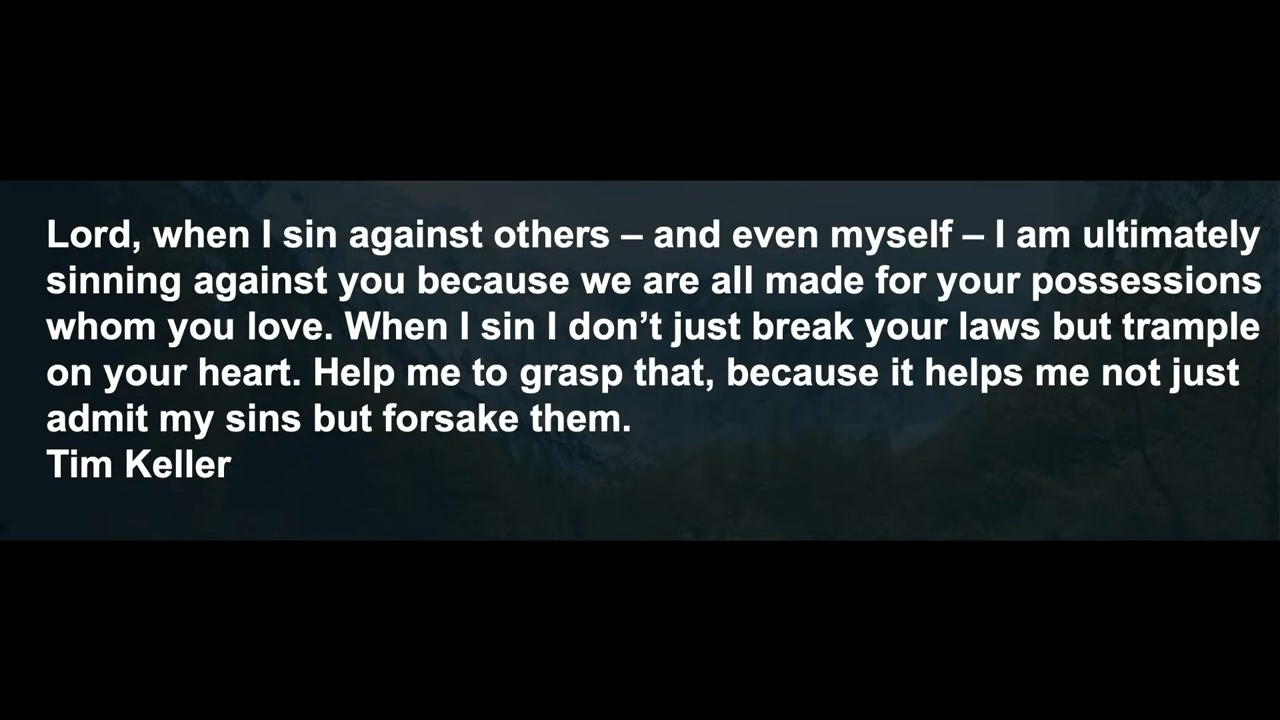 Lord, when I sin against others – and even myself – I am ultimately
sinning against you because we are all made for your possessions
whom you love. When I sin I don’t just break your laws but trample
on your heart. Help me to grasp that, because it helps me not just
admit my sins but forsake them.
Tim Keller